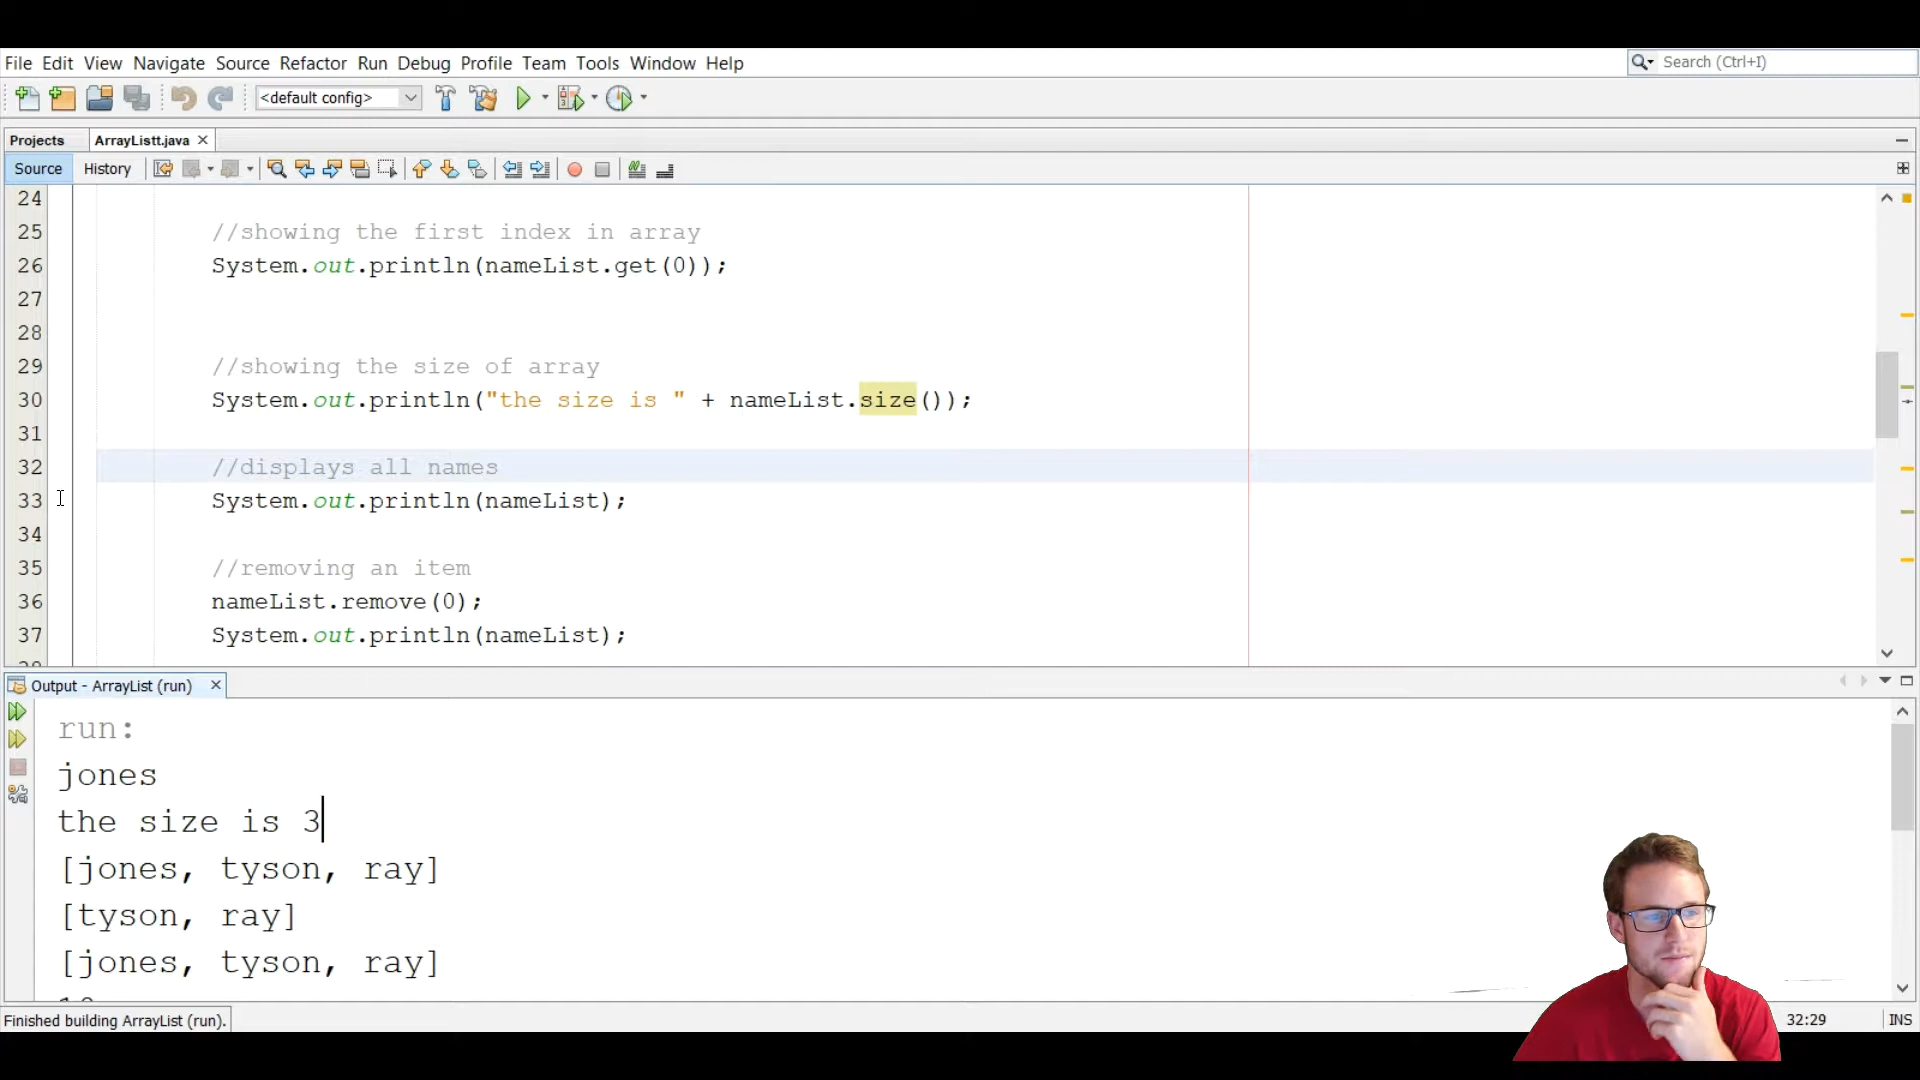 File Edit View Navigate Source Refactor Run Debug Profile Team Tools Window Help
Search (Ctrl+I)
<default config>
Projects
ArrayListt.java
Source
History
24
25 //showing the first index in array
26 System.out.println(nameList.get(0));
27
28
29 //showing the size of array
30 System.out.println("the size is " + nameList.size());
31
32 //displays all names
33 System.out.println(nameList);
34
35 //removing an item
36 nameList.remove(0);
37 System.out.println(nameList);
Output - ArrayList (run)
run:
jones
the size is 3
[jones, tyson, ray]
[tyson, ray]
[jones, tyson, ray]
Finished building ArrayList (run).
32:29
INS